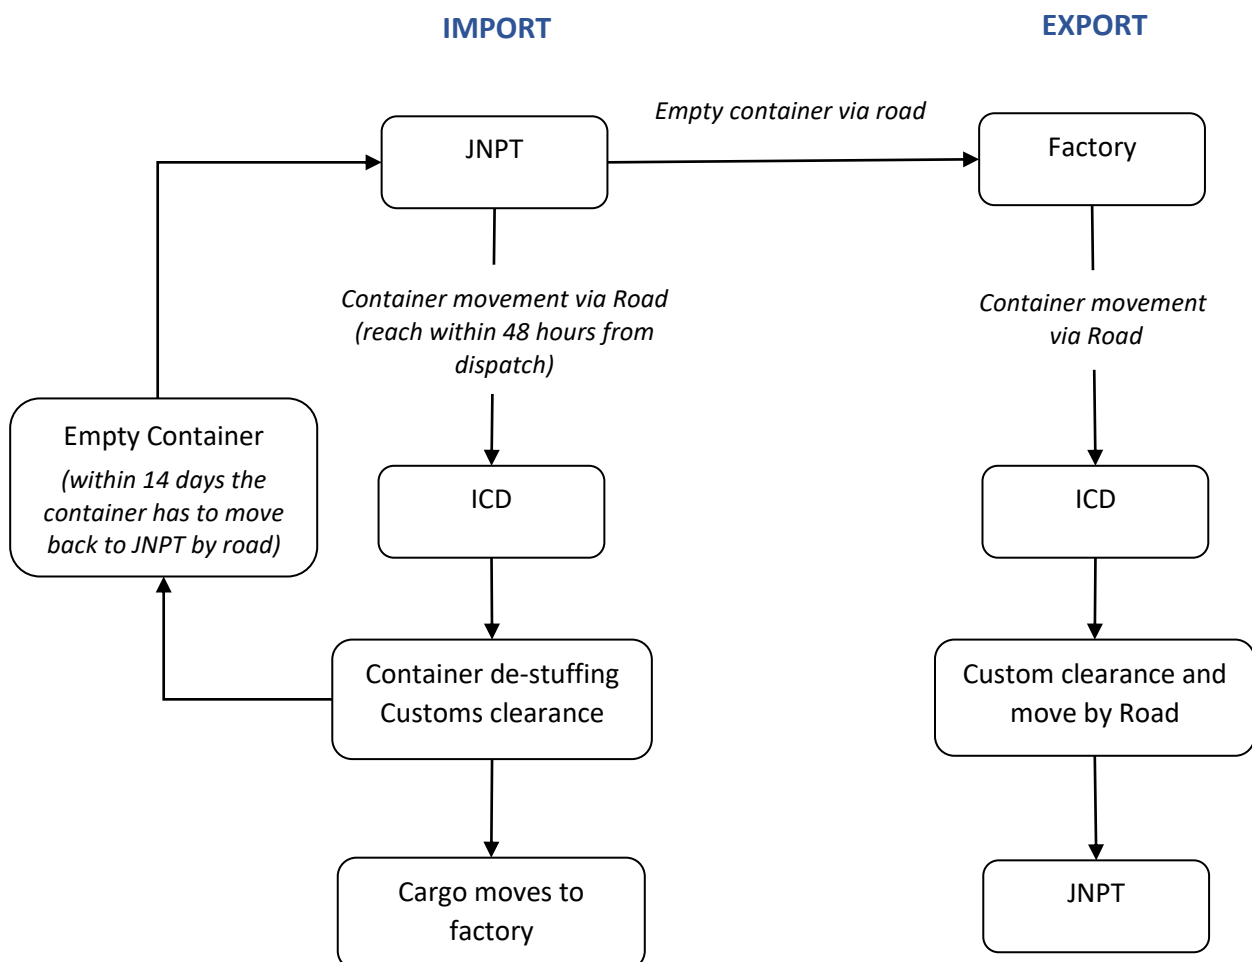 IMPORT
EXPORT
Empty container via road
JNPT
Factory
Container movement via Road
(reach within 48 hours from
dispatch)
Container movement
via Road
Empty Container
(within 14 days the
container has to move
back to JNPT by road)
ICD
ICD
Container de-stuffing
Customs clearance
Custom clearance and
move by Road
Cargo moves to
factory
JNPT